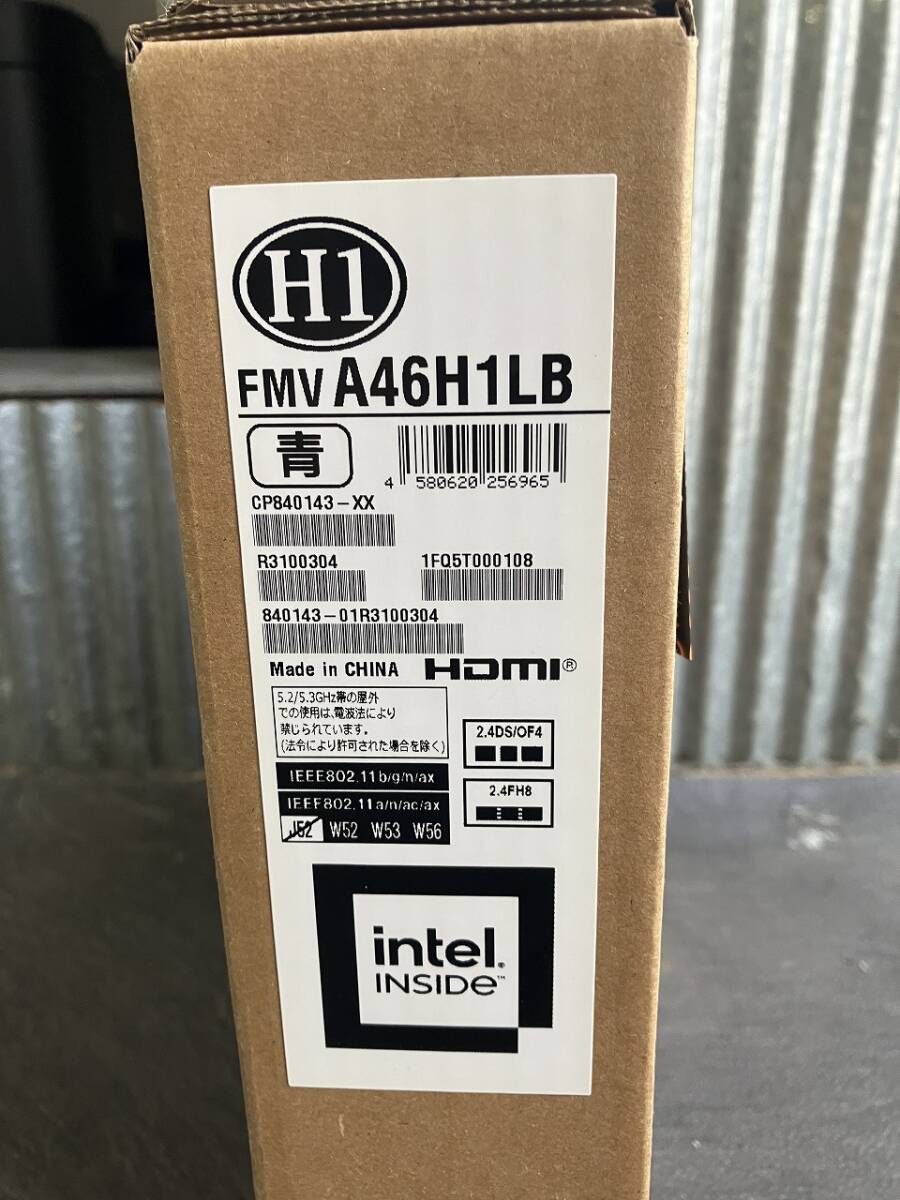 H1
FMV A46H1LB
青
4 580620 256965
CP840143-XX
R3100304
1FQ5T000108
840143-01R3100304
Made in CHINA HDMI®
5.2/5.3GHz帯の屋外
での使用は、電波法により
禁じられています。
(法令により許可された場合を除く)
2.4DS/OF4
2.4FH8
IEEE802.11b/g/n/ax
IEEE802.11a/n/ac/ax
J52 W52 W53 W56
intel.
INSIDE™